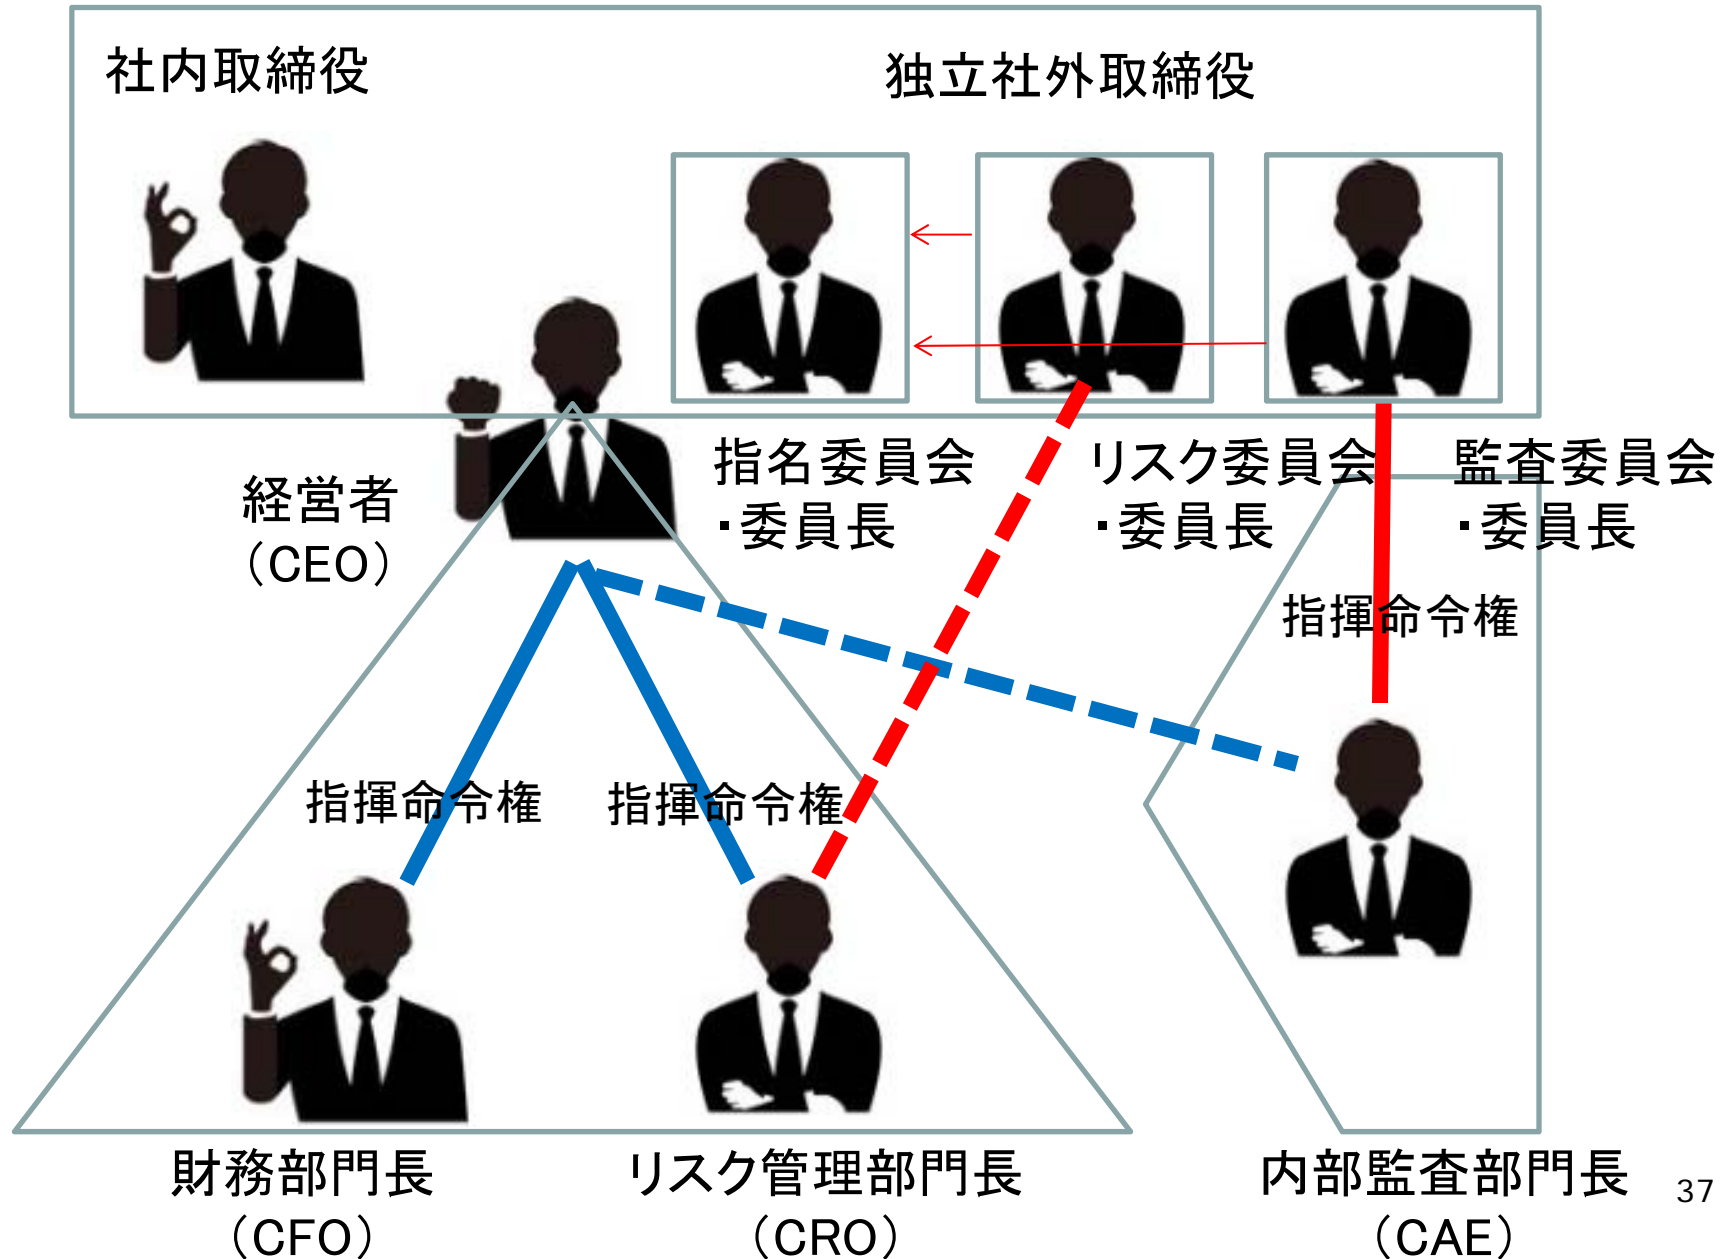 社内取締役
独立社外取締役
経営者
（CEO）
指名委員会
・委員長
リスク委員会
・委員長
監査委員会
・委員長
指揮命令権
指揮命令権
指揮命令権
財務部門長
（CFO）
リスク管理部門長
（CRO）
内部監査部門長
（CAE）
37